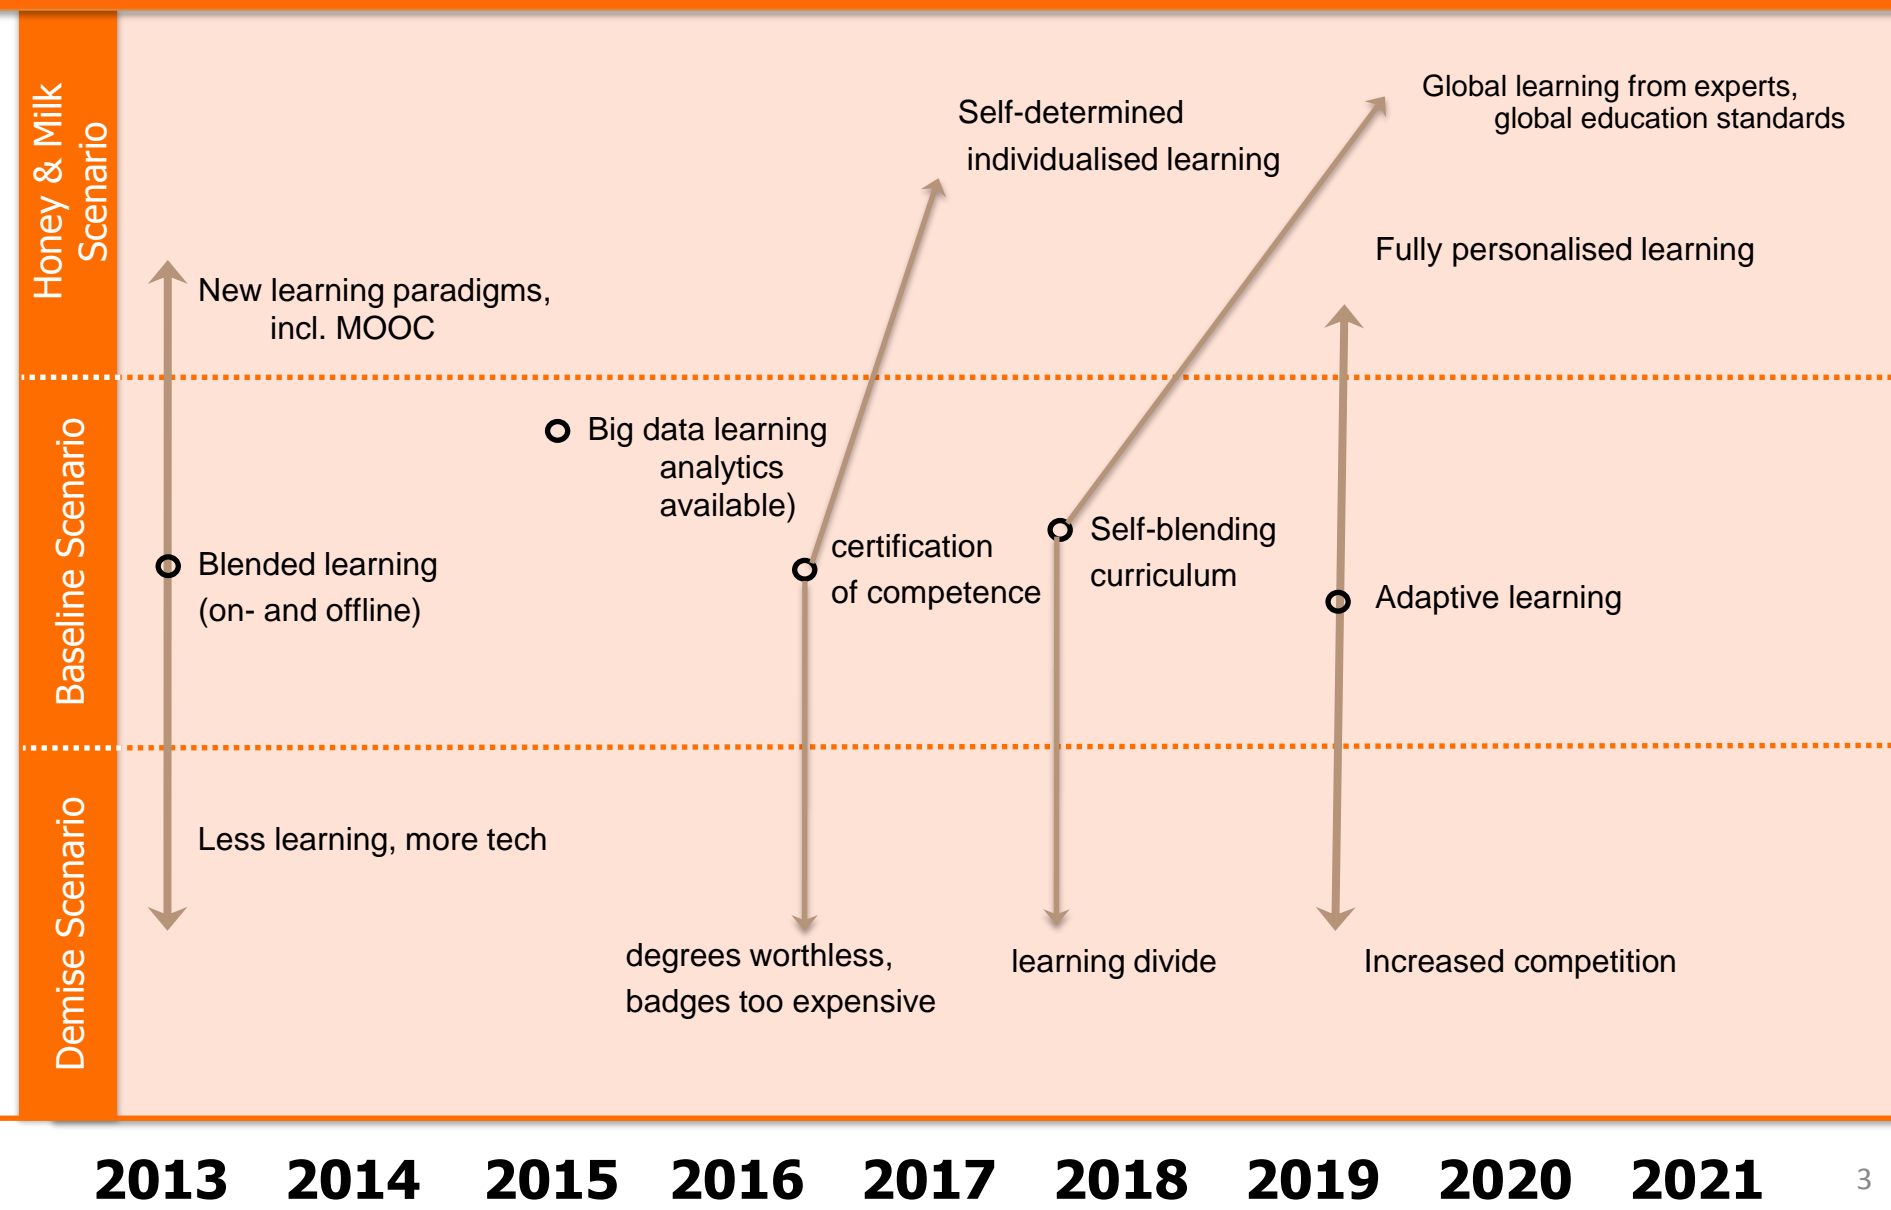 Honey & Milk
Scenario
Self-determined
individualised learning
Global learning from experts,
global education standards
Fully personalised learning
New learning paradigms,
incl. MOOC
Baseline Scenario
Big data learning
analytics
available)
certification
of competence
Self-blending
curriculum
Blended learning
(on- and offline)
Adaptive learning
Demise Scenario
Less learning, more tech
degrees worthless,
badges too expensive
learning divide
Increased competition
2013 2014 2015 2016 2017 2018 2019 2020 2021
3